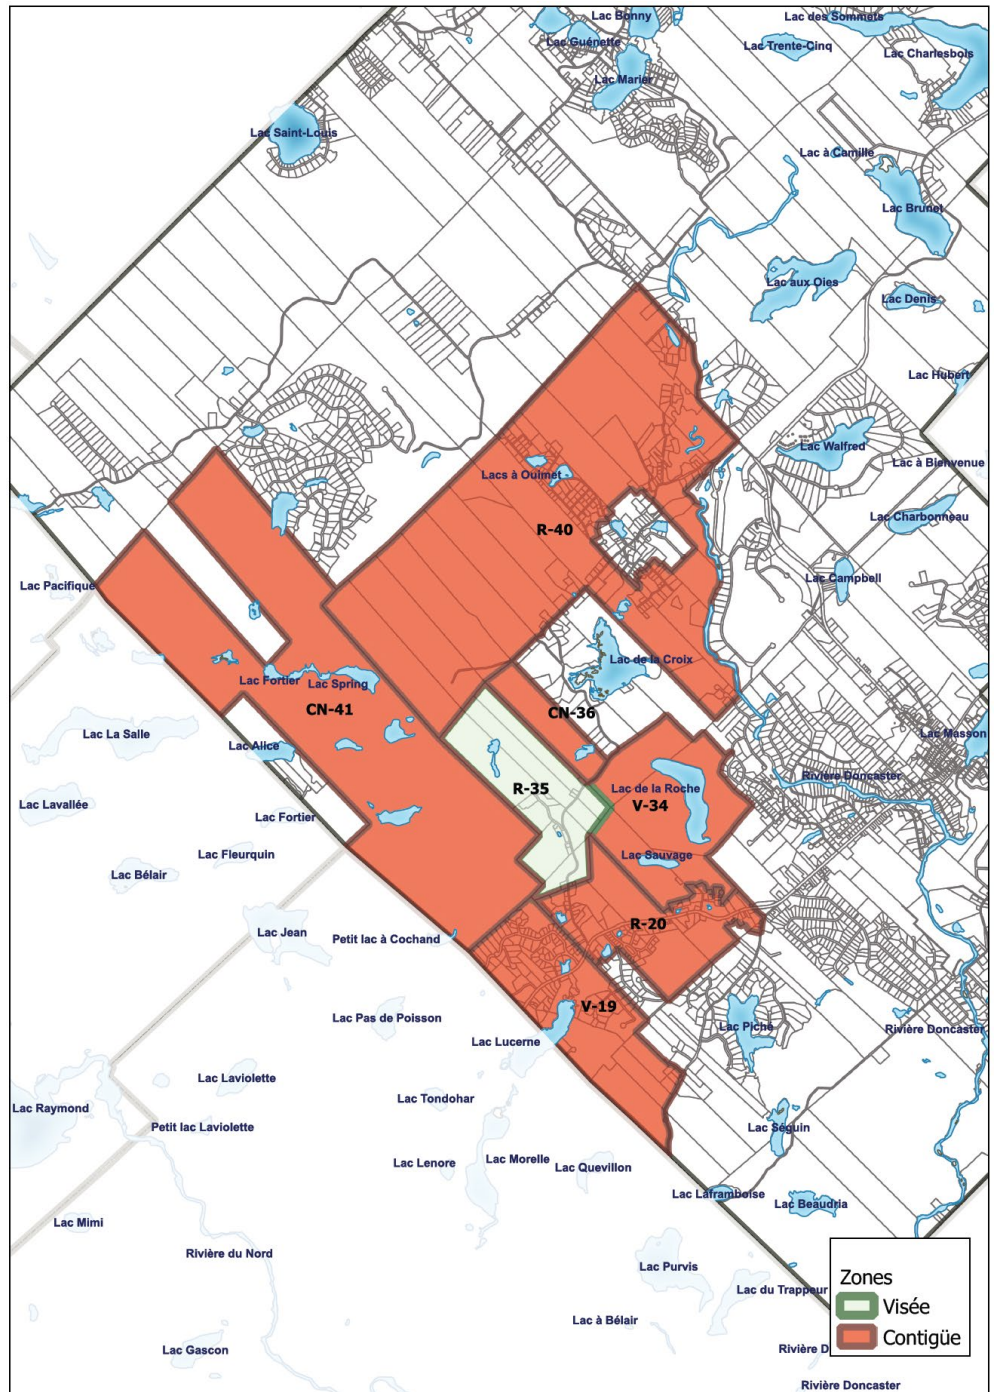 Lac Bonny
Lac des Sommets
Lac Guénette
Lac Trente-Cinq
Lac Charlesbois
Lac Marier
Lac Saint-Louis
Lac à Camille
Lac Brunet
Lac aux Oies
Lac Denis
Lac Hubert
Lac Walfred
Lac à Bienvenue
Lacs à Ouimet
Lac Charbonneau
R-40
Lac Pacifique
Lac Campbell
Lac de la Croix
Lac Fortier
Lac Spring
CN-41
CN-36
Lac La Salle
Lac Alice
Lac Masson
Rivière Doncaster
R-35
Lac de la Roche
V-34
Lac Lavallée
Lac Fortier
Lac Fleurquin
Lac Sauvage
Lac Bélair
R-20
Lac Jean
Petit lac à Cochand
V-19
Lac Pas de Poisson
Lac Piché
Rivière Doncaster
Lac Lucerne
Lac Laviolette
Lac Raymond
Lac Tondohar
Petit lac Laviolette
Lac Séguin
Lac Lenore
Lac Morelle
Lac Quevillon
Lac Laframboise
Lac Beaudria
Lac Mimi
Rivière du Nord
Lac Purvis
Lac du Trappeur
Zones
Visée
Contigüe
Lac à Bélair
Lac Gascon
Rivière D
Rivière Doncaster